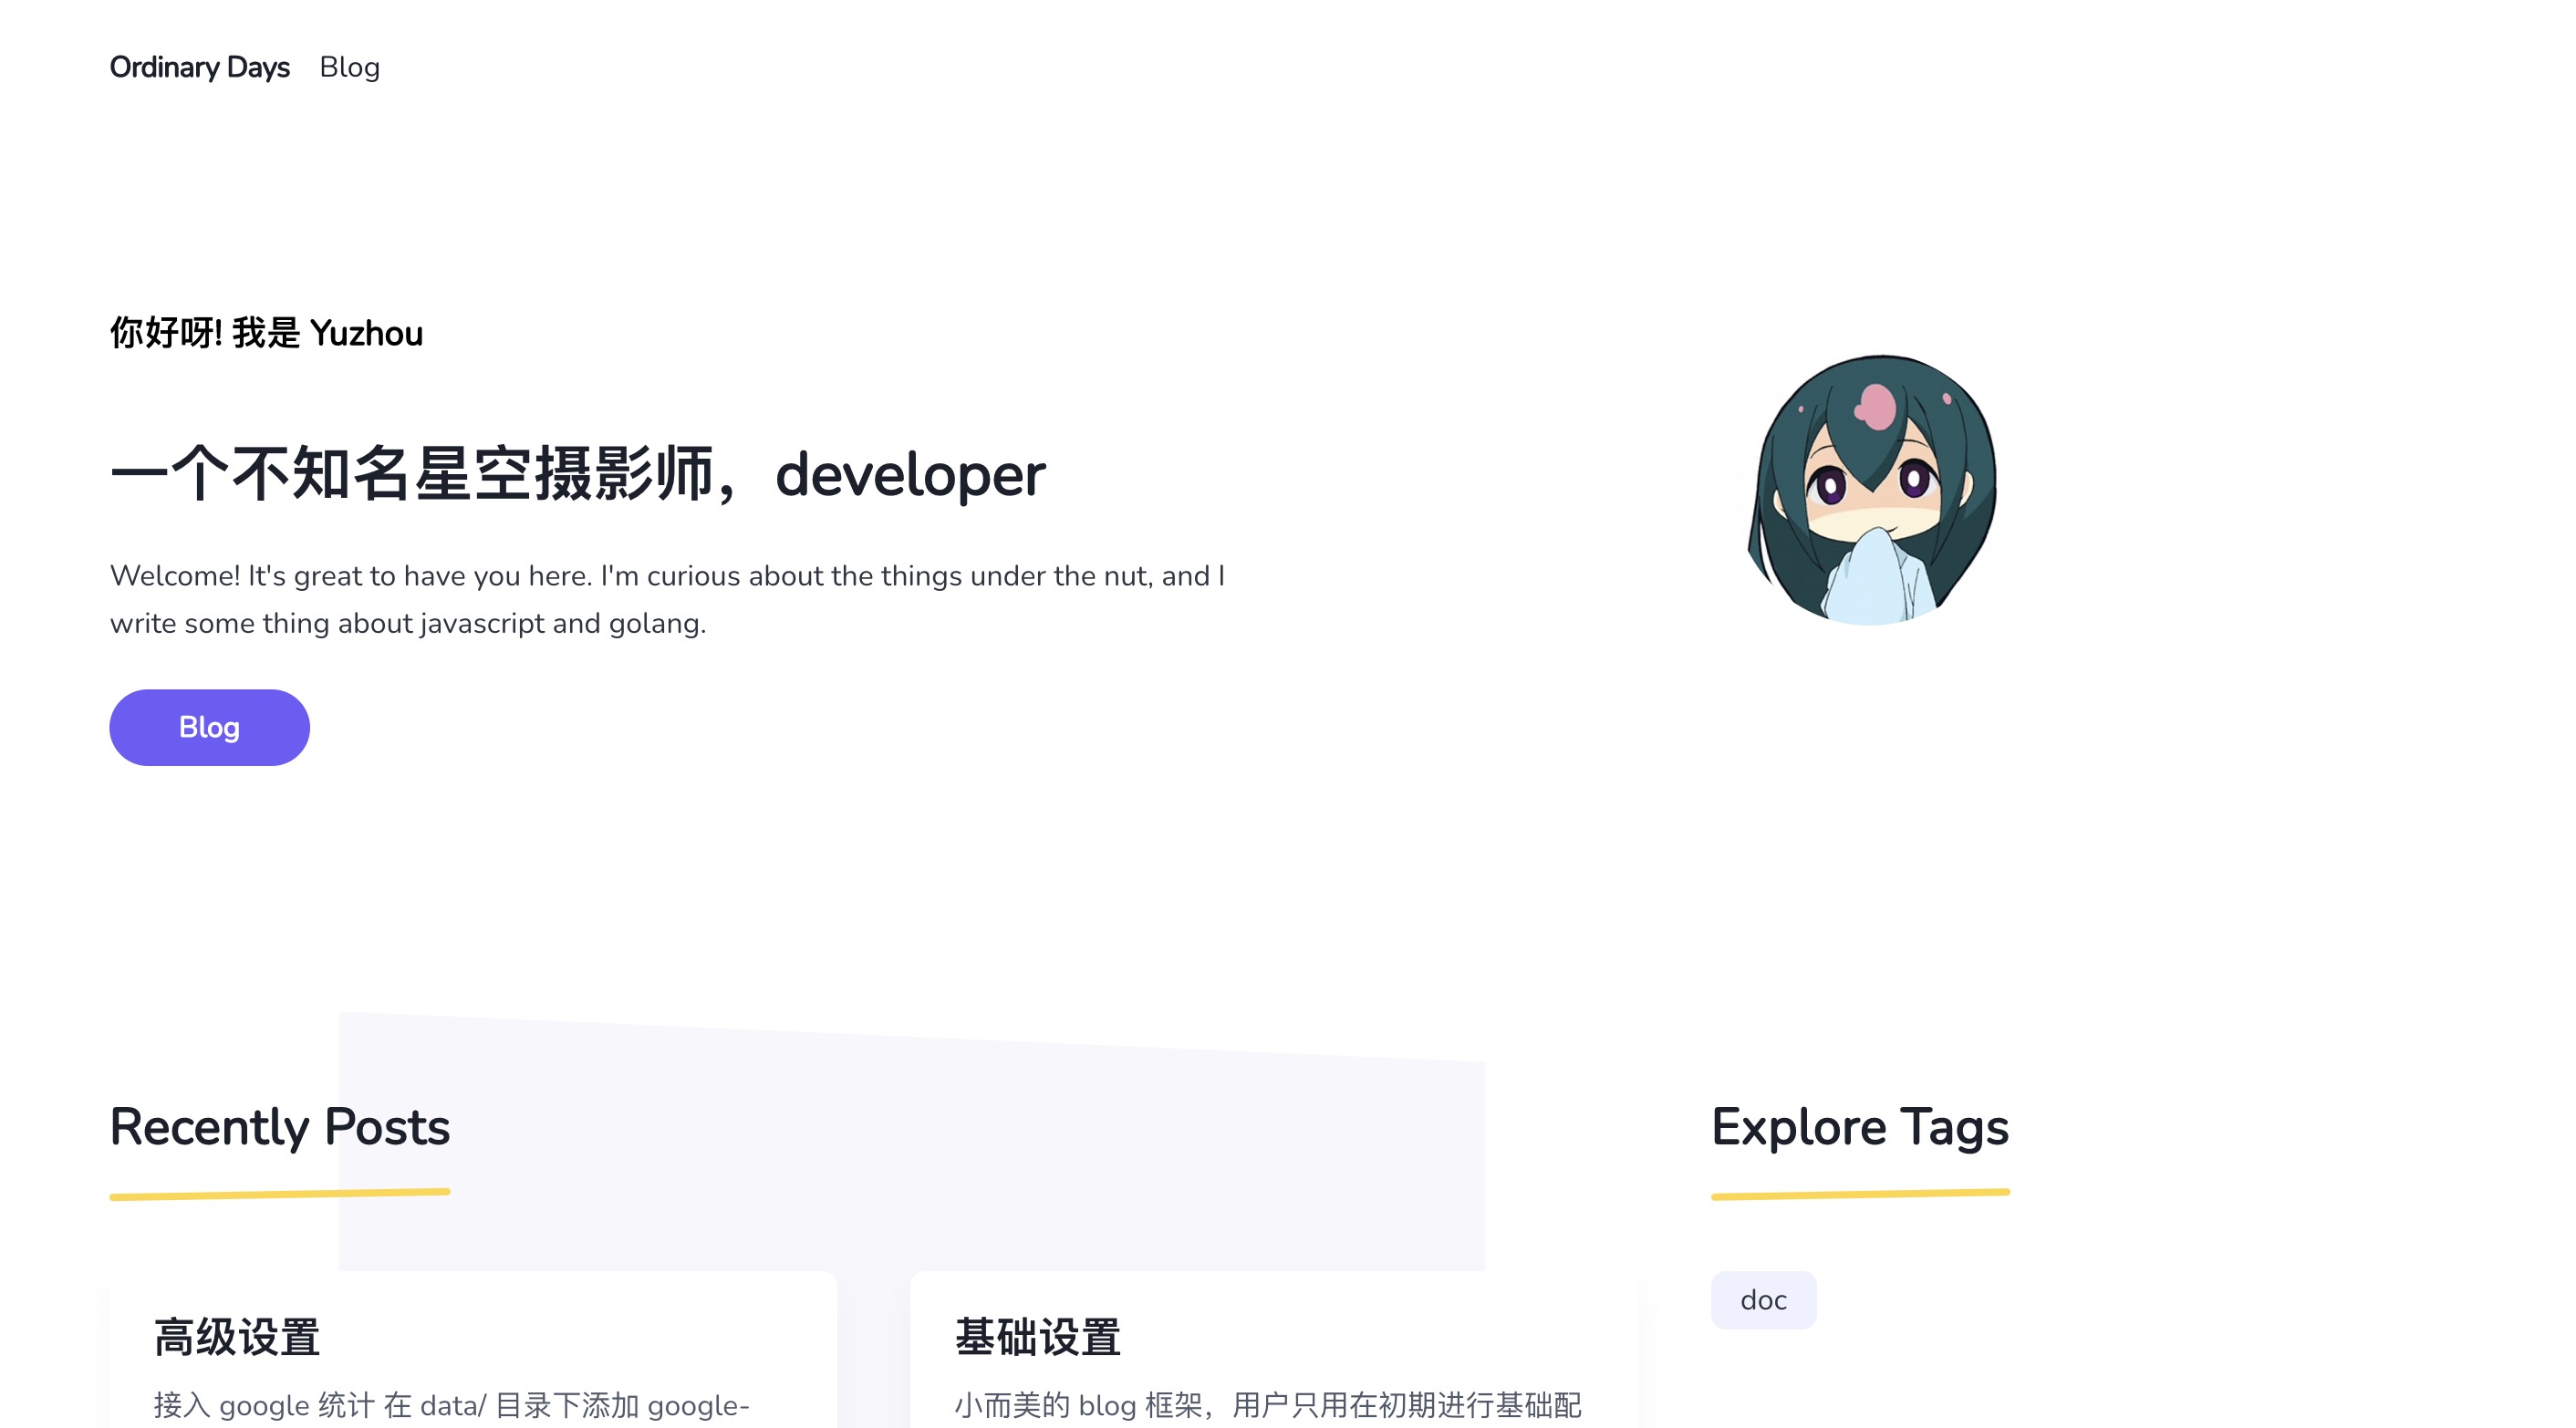 Ordinary Days Blog
你好呀! 我是 Yuzhou
一个不知名星空摄影师，developer
Welcome! It's great to have you here. I'm curious about the things under the nut, and I
write some thing about javascript and golang.
Blog
Recently Posts
高级设置
接入 google 统计 在 data/ 目录下添加 google-
基础设置
小而美的 blog 框架，用户只用在初期进行基础配
Explore Tags
doc